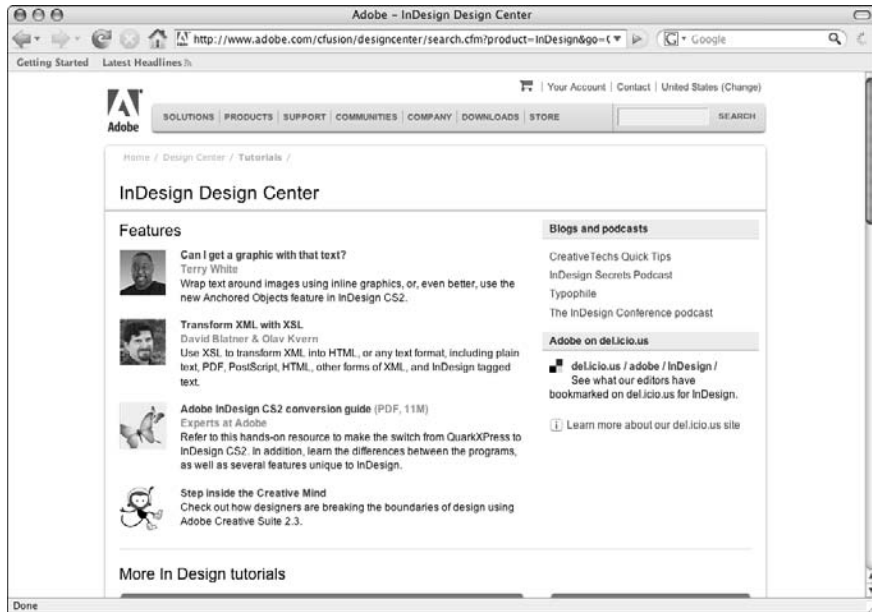 Adobe – InDesign Design Center
http://www.adobe.com/cfusion/designcenter/search.cfm?product=InDesign&go=
Google
Getting Started Latest Headlines
Your Account | Contact | United States (Change)
Adobe
SOLUTIONS | PRODUCTS | SUPPORT | COMMUNITIES | COMPANY | DOWNLOADS | STORE
SEARCH
Home / Design Center / Tutorials /
InDesign Design Center
Features
Can I get a graphic with that text?
Terry White
Wrap text around images using inline graphics, or, even better, use the
new Anchored Objects feature in InDesign CS2.
Transform XML with XSL
David Blatner & Olav Kvern
Use XSL to transform XML into HTML, or any text format, including plain
text, PDF, PostScript, HTML, other forms of XML, and InDesign tagged
text.
Adobe InDesign CS2 conversion guide (PDF, 11M)
Experts at Adobe
Refer to this hands-on resource to make the switch from QuarkXPress to
InDesign CS2. In addition, learn the differences between the programs,
as well as several features unique to InDesign.
Step inside the Creative Mind
Check out how designers are breaking the boundaries of design using
Adobe Creative Suite 2.3.
More In Design tutorials
Blogs and podcasts
CreativeTechs Quick Tips
InDesign Secrets Podcast
Typophile
The InDesign Conference podcast
Adobe on del.icio.us
del.icio.us / adobe / InDesign /
See what our editors have
bookmarked on del.icio.us for InDesign.
Learn more about our del.icio.us site
Done